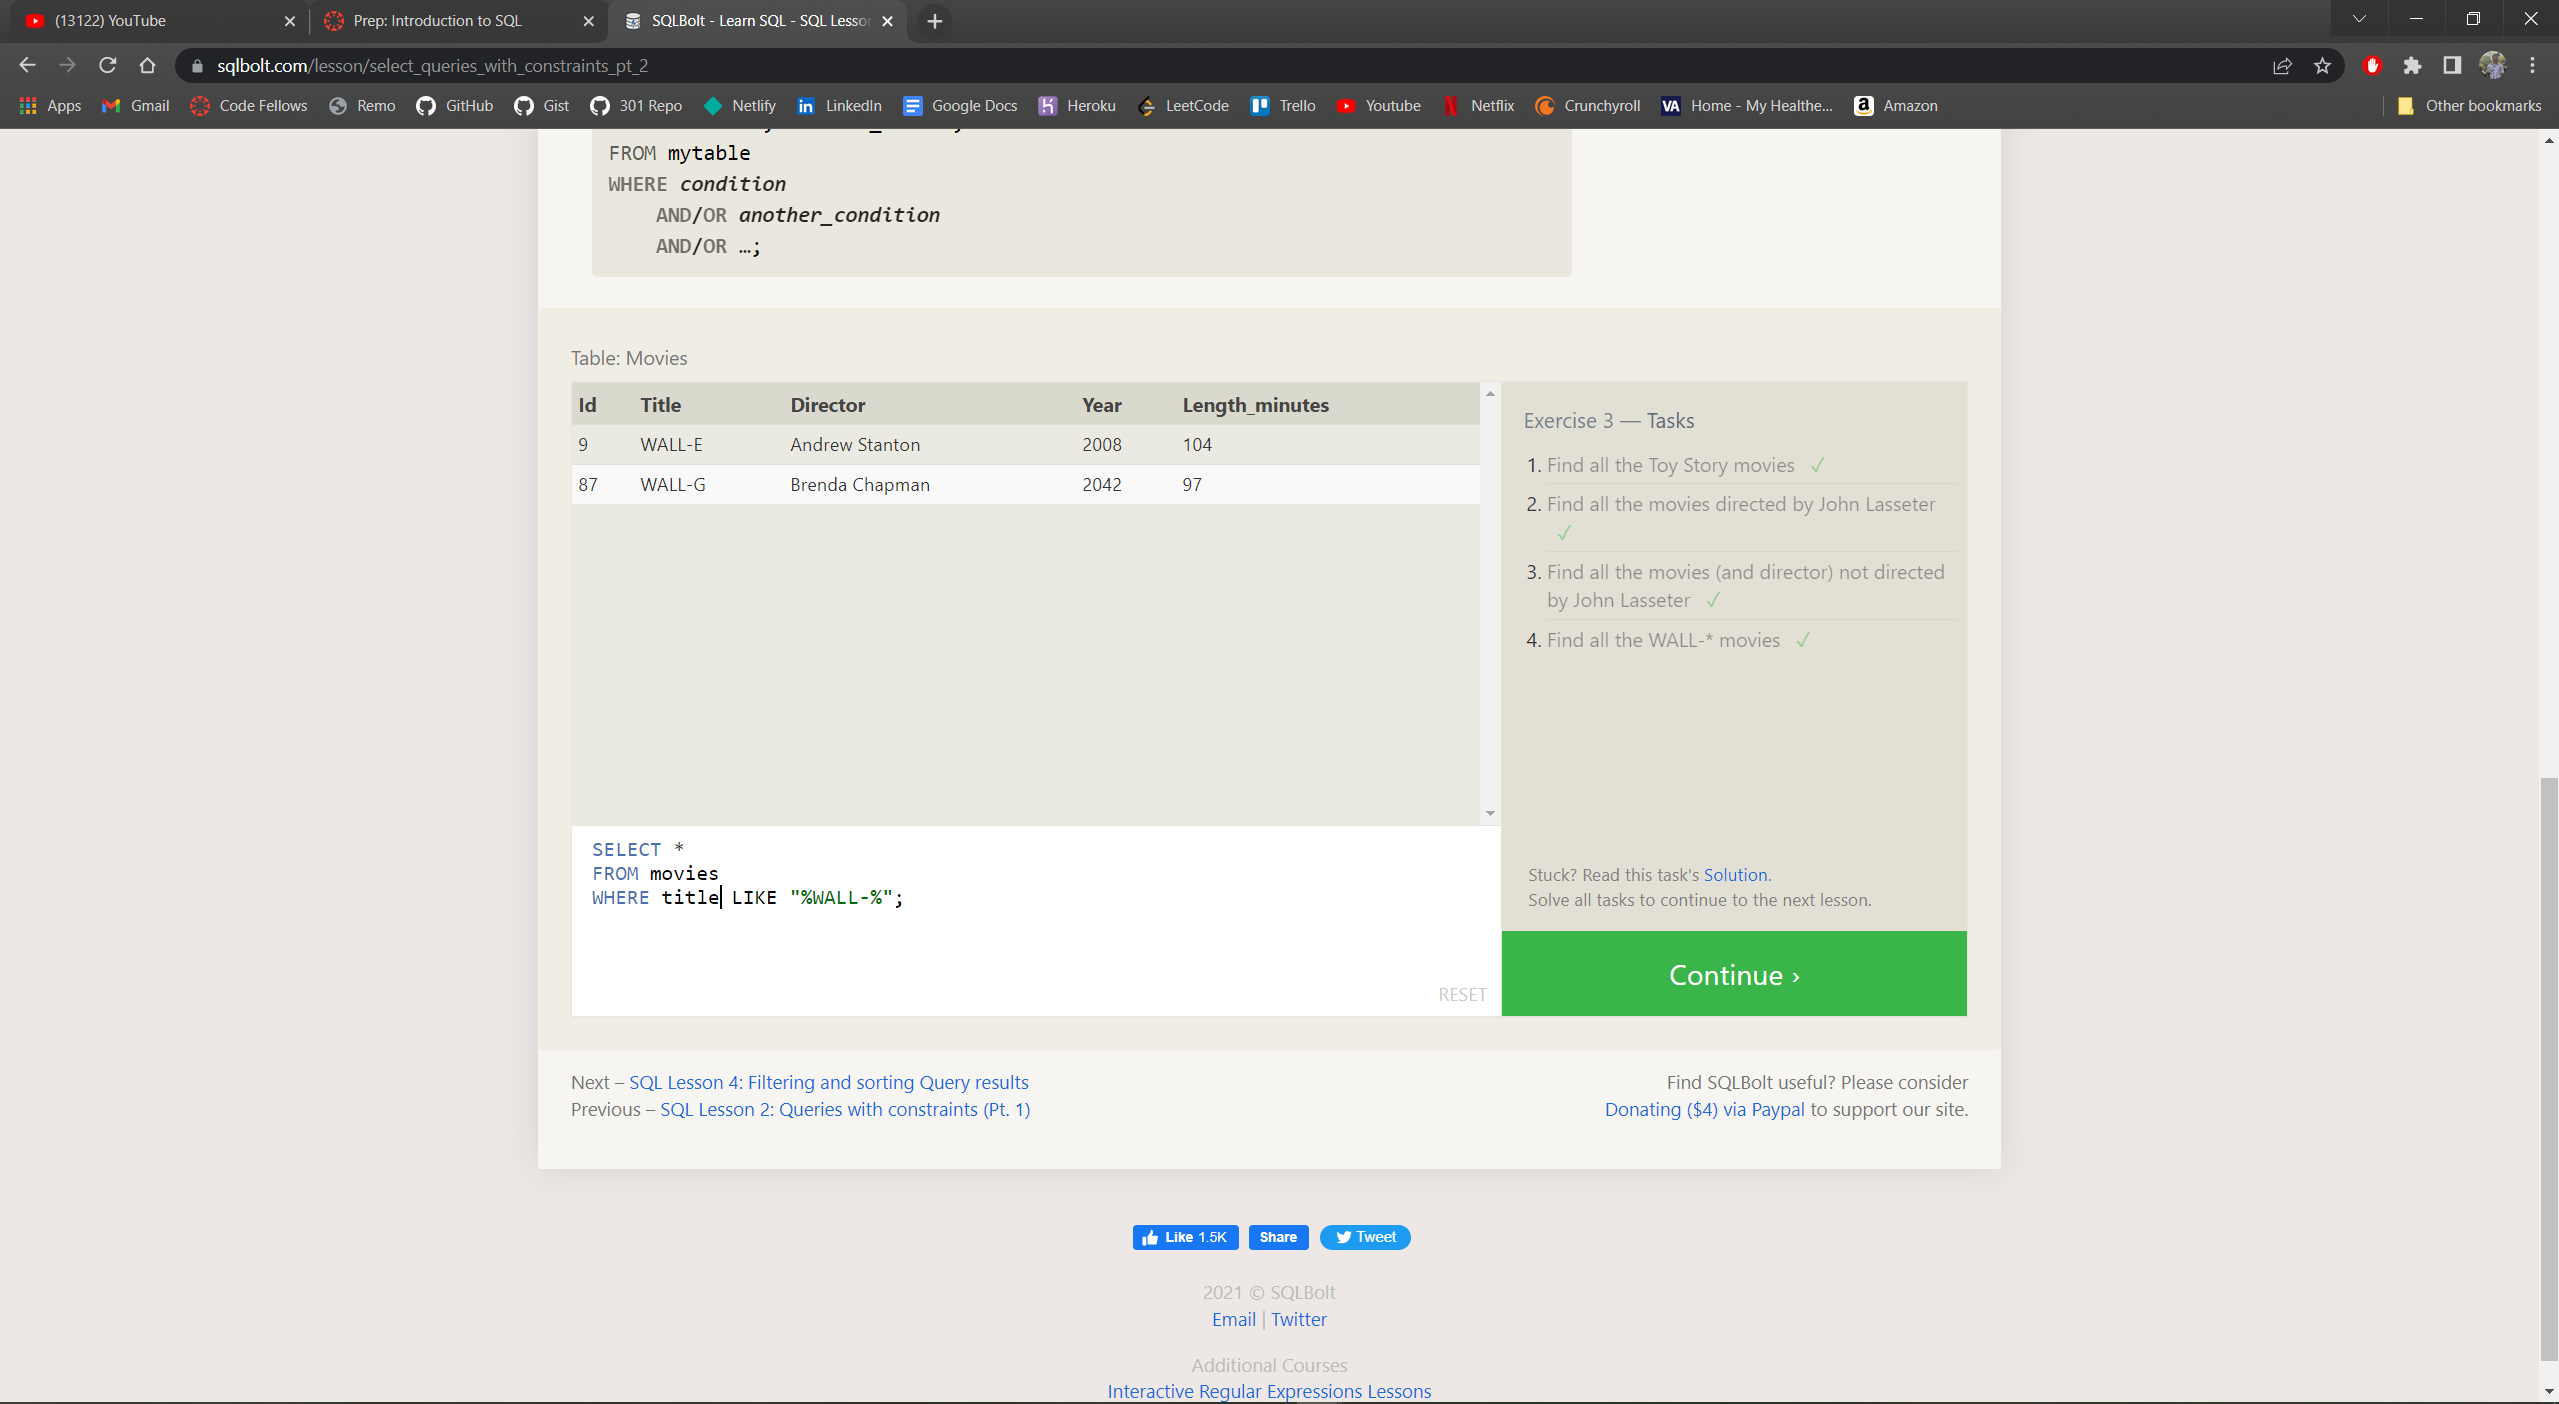 (13122) YouTube
Prep: Introduction to SQL
SQLBolt - Learn SQL - SQL Lesso
sqlbolt.com/lesson/select_queries_with_constraints_pt_2
Apps Gmail Code Fellows Remo GitHub Gist 301 Repo Netlify LinkedIn Google Docs Heroku LeetCode Trello Youtube Netflix Crunchyroll VA Home - My Healthe... Amazon Other bookmarks
FROM mytable
WHERE condition
AND/OR another_condition
AND/OR …;
Table: Movies
Id Title Director Year Length_minutes
9 WALL-E Andrew Stanton 2008 104
87 WALL-G Brenda Chapman 2042 97
Exercise 3 — Tasks
1. Find all the Toy Story movies ✓
2. Find all the movies directed by John Lasseter
✓
3. Find all the movies (and director) not directed
by John Lasseter ✓
4. Find all the WALL-* movies ✓
SELECT *
FROM movies
WHERE title LIKE "%WALL-%";
RESET
Stuck? Read this task's Solution.
Solve all tasks to continue to the next lesson.
Continue ›
Next – SQL Lesson 4: Filtering and sorting Query results
Previous – SQL Lesson 2: Queries with constraints (Pt. 1)
Find SQLBolt useful? Please consider
Donating ($4) via Paypal to support our site.
Like 1.5K Share Tweet
2021 © SQLBolt
Email | Twitter
Additional Courses
Interactive Regular Expressions Lessons